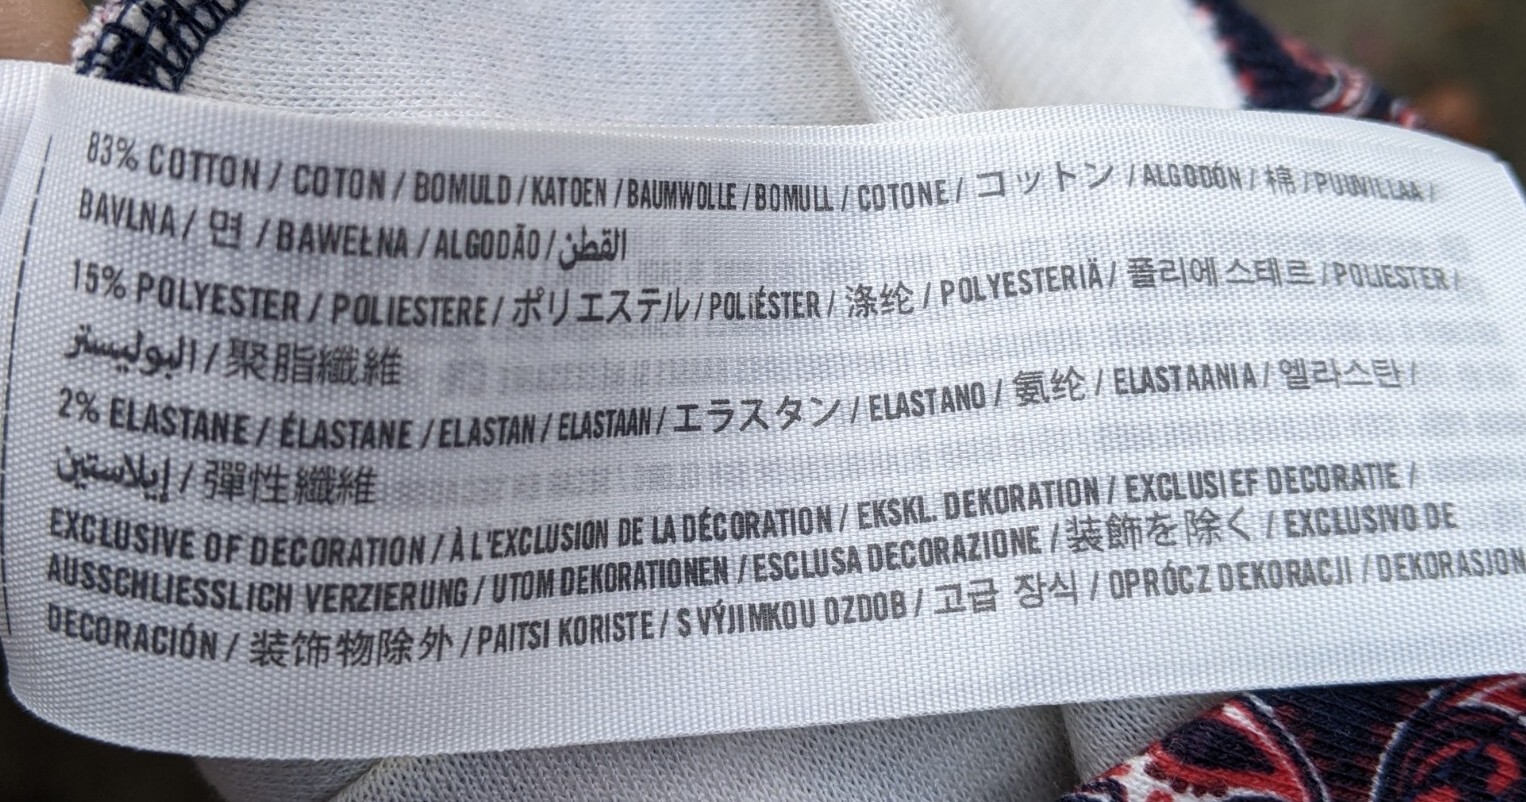 83% COTTON / COTON / BOMULD / KATOEN / BAUMWOLLE / BOMULL / COTONE / コットン / ALGODÓN / 棉 / PUUVILLAA /
BAVLNA / 면 / BAWEŁNA / ALGODÃO / القطن
15% POLYESTER / POLIESTERE / ポリエステル / POLIÉSTER / 涤纶 / POLYESTERIÄ / 폴리에스테르 / POLIESTER /
البوليستر / 聚脂纖維
2% ELASTANE / ÉLASTANE / ELASTAN / ELASTAAN / エラスタン / ELASTANO / 氨纶 / ELASTAANIA / 엘라스탄 /
إيلاستين / 彈性纖維
EXCLUSIVE OF DECORATION / À L'EXCLUSION DE LA DÉCORATION / EKSKL. DEKORATION / EXCLUSIEF DECORATIE /
AUSSCHLIESSLICH VERZIERUNG / UTOM DEKORATIONEN / ESCLUSA DECORAZIONE / 装飾を除く / EXCLUSIVO DE
DECORACIÓN / 装饰物除外 / PAITSI KORISTE / S VÝJIMKOU OZDOB / 고급 장식 / OPRÓCZ DEKORACJI / DEKORASJON